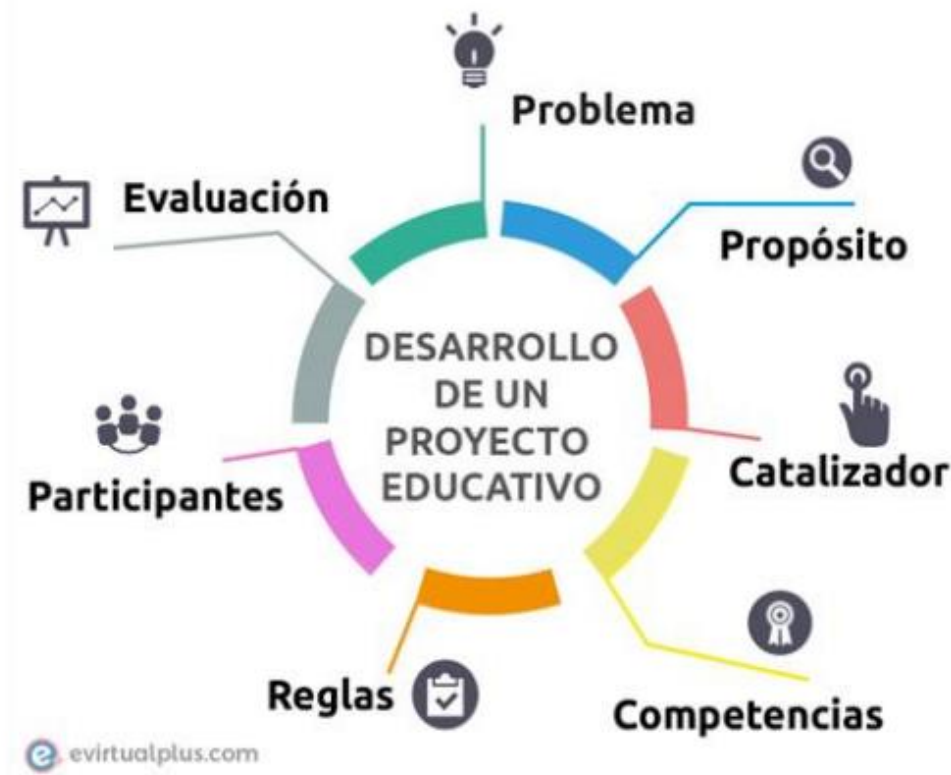 Problema
Propósito
Evaluación
DESARROLLO
DE UN
PROYECTO
EDUCATIVO
Catalizador
Participantes
Reglas
Competencias
evirtualplus.com